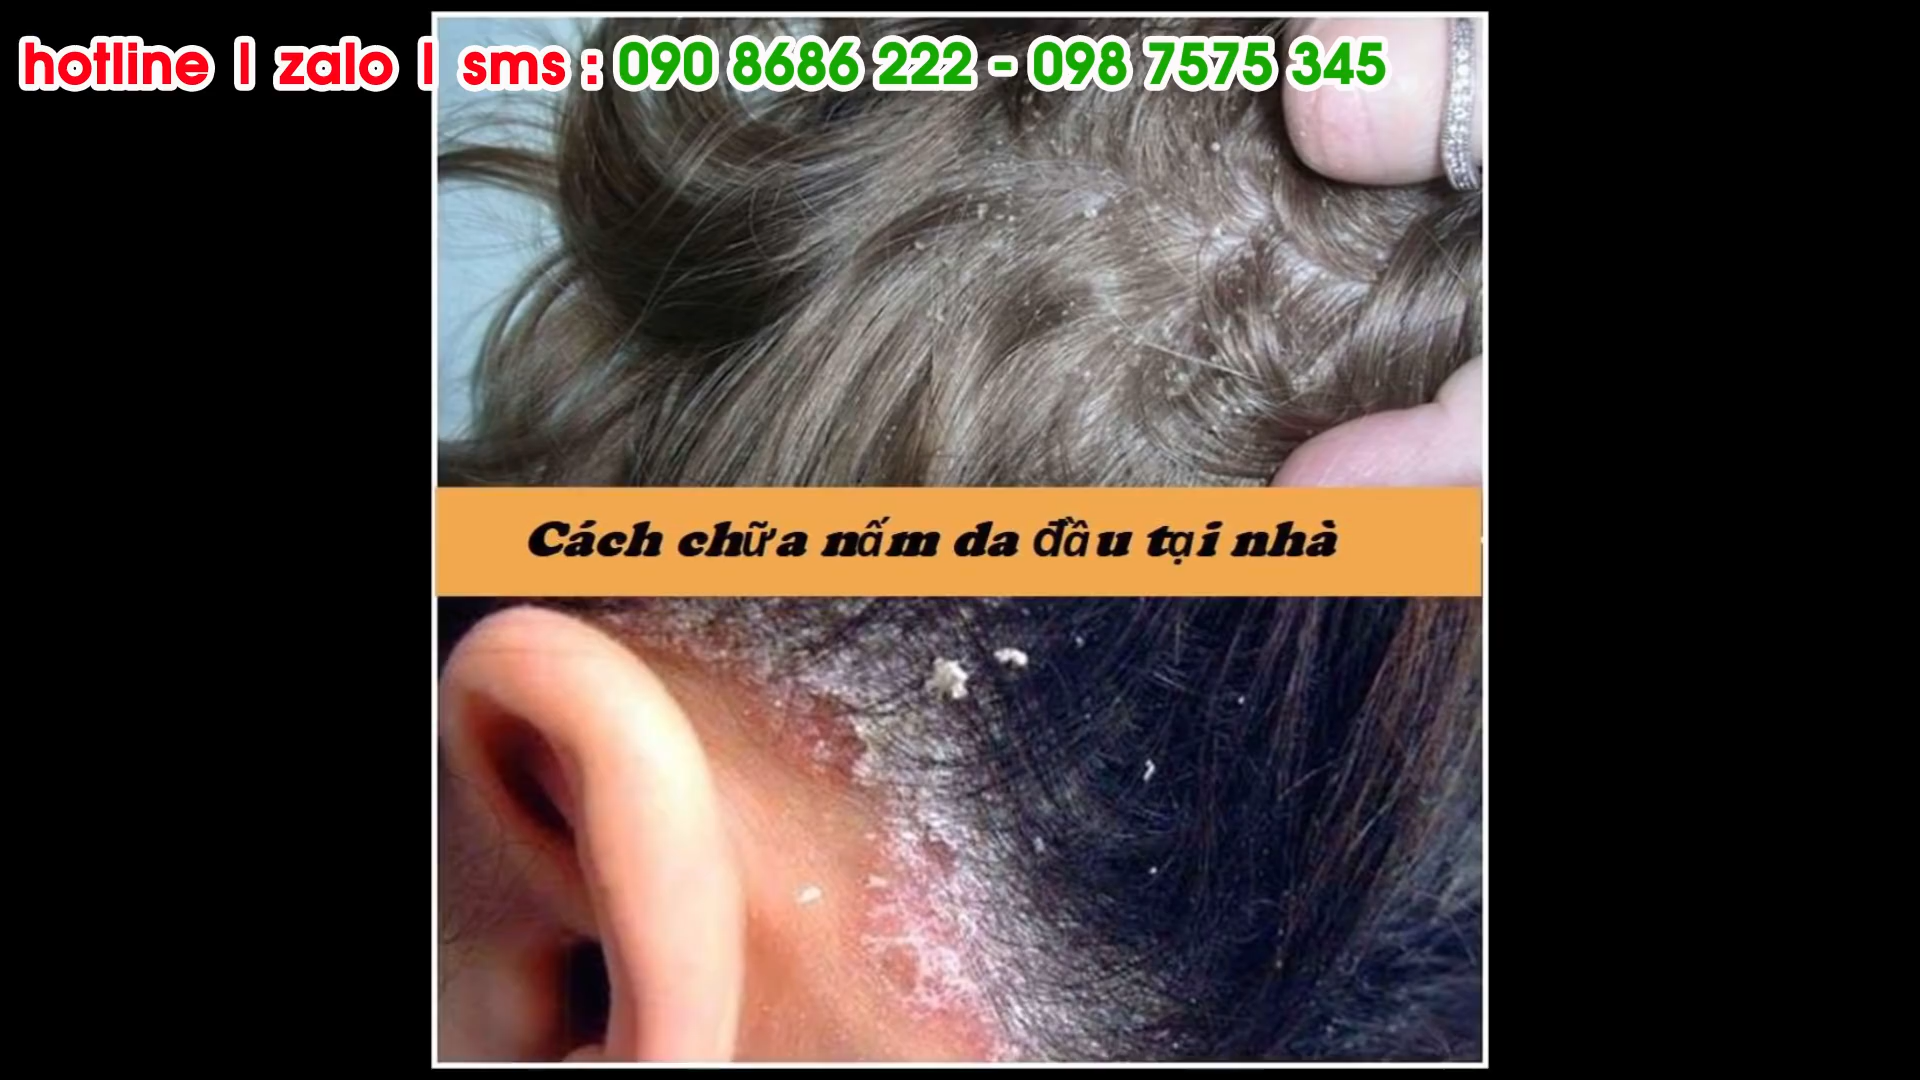 hotline | zalo | sms : 090 8686 222 - 098 7575 345
Cách chữa nấm da đầu tại nhà